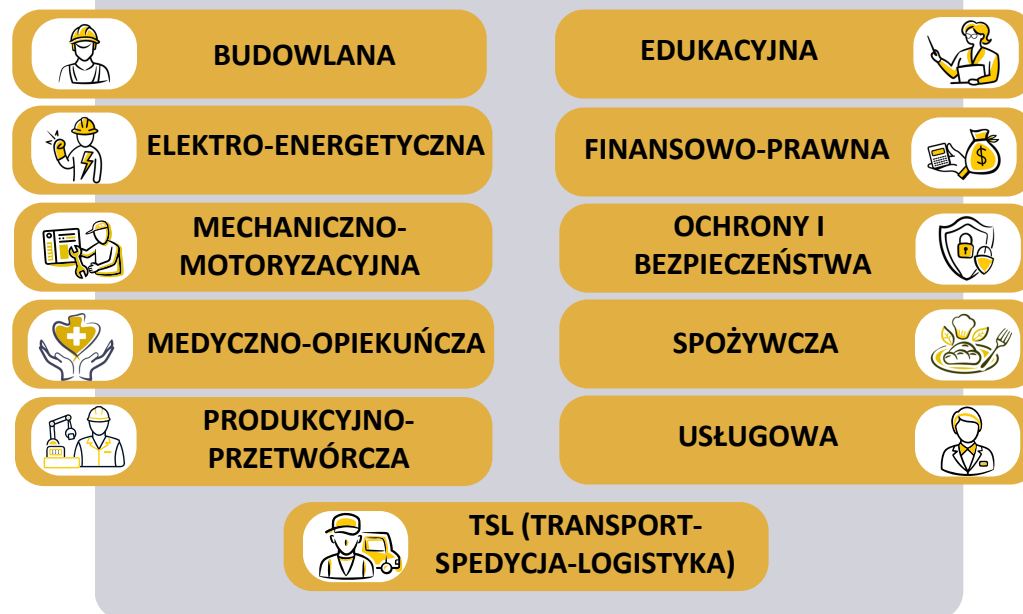 BUDOWLANA
ELEKTRO-ENERGETYCZNA
MECHANICZNO-
MOTORYZACYJNA
MEDYCZNO-OPIEKUŃCZA
PRODUKCYJNO-
PRZETWÓRCZA
EDUKACYJNA
FINANSOWO-PRAWNA
OCHRONY I
BEZPIECZEŃSTWA
SPOŻYWCZA
USŁUGOWA
TSL (TRANSPORT-
SPEDYCJA-LOGISTYKA)